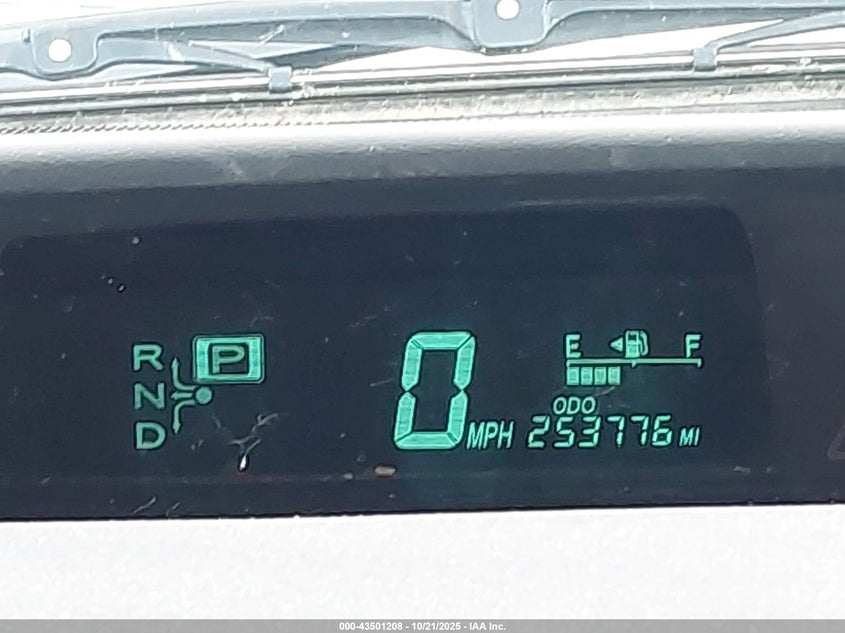 R P
N
D
0 MPH
E F
ODO
253776 MI
000-43501208 - 10/21/2025 - IAA Inc.